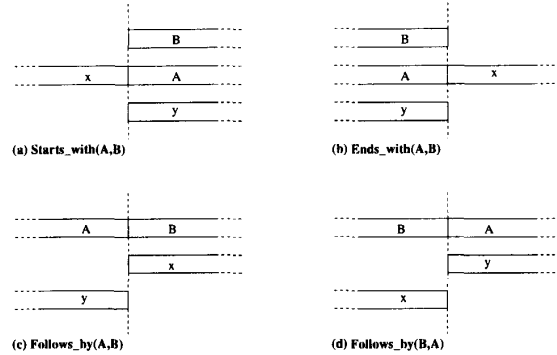 B B
x A A x
y y
(a) Starts_with(A,B) (b) Ends_with(A,B)
A B B A
x y
y x
(c) Follows_by(A,B) (d) Follows_by(B,A)